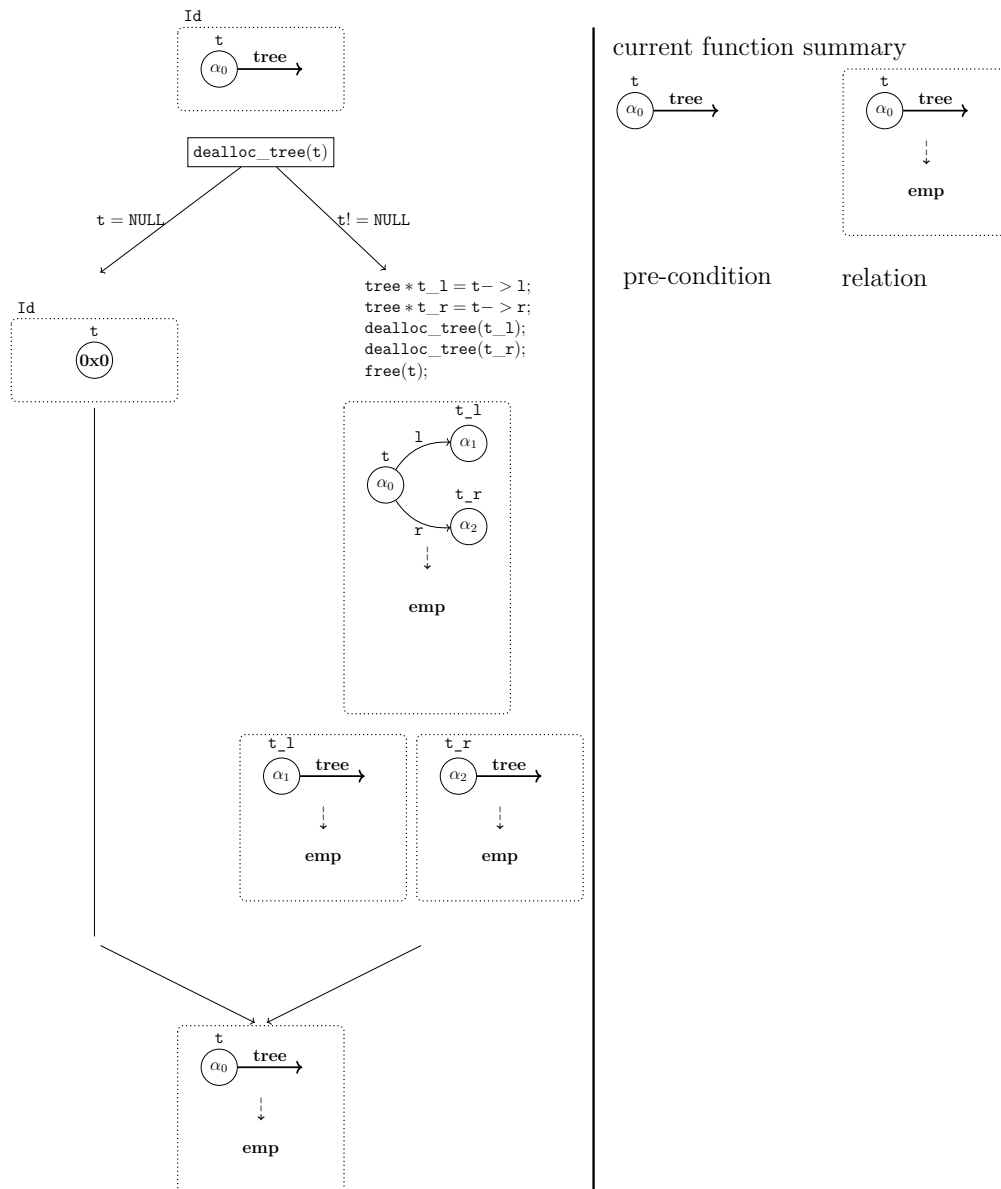 Id
t
α0 tree
dealloc_tree(t)
t = NULL
t! = NULL
tree * t_l = t− > l;
tree * t_r = t− > r;
dealloc_tree(t_l);
dealloc_tree(t_r);
free(t);
Id
t
0x0
t_l
l
α1
t
α0
t_r
r
α2
emp
t_l
α1 tree
emp
t_r
α2 tree
emp
t
α0 tree
emp
current function summary
t
α0 tree
t
α0 tree
emp
pre-condition
relation